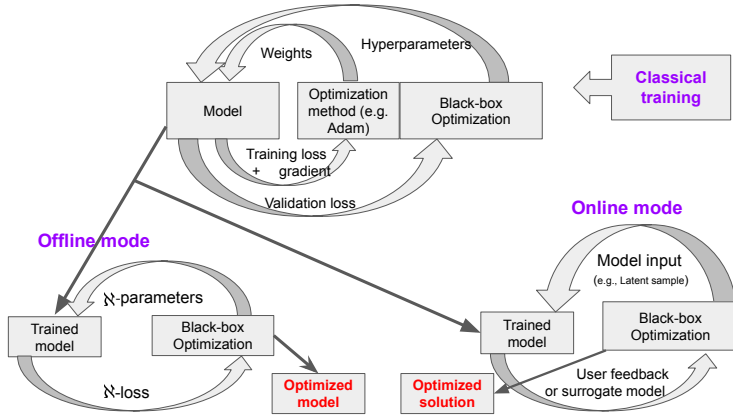 Weights
Hyperparameters
Model
Optimization
method (e.g.
Adam)
Black-box
Optimization
Classical
training
Training loss
+ gradient
Validation loss
Offline mode
Online mode
ℵ-parameters
Trained
model
Black-box
Optimization
ℵ-loss
Optimized
model
Model input
(e.g., Latent sample)
Trained
model
Black-box
Optimization
User feedback
or surrogate model
Optimized
solution